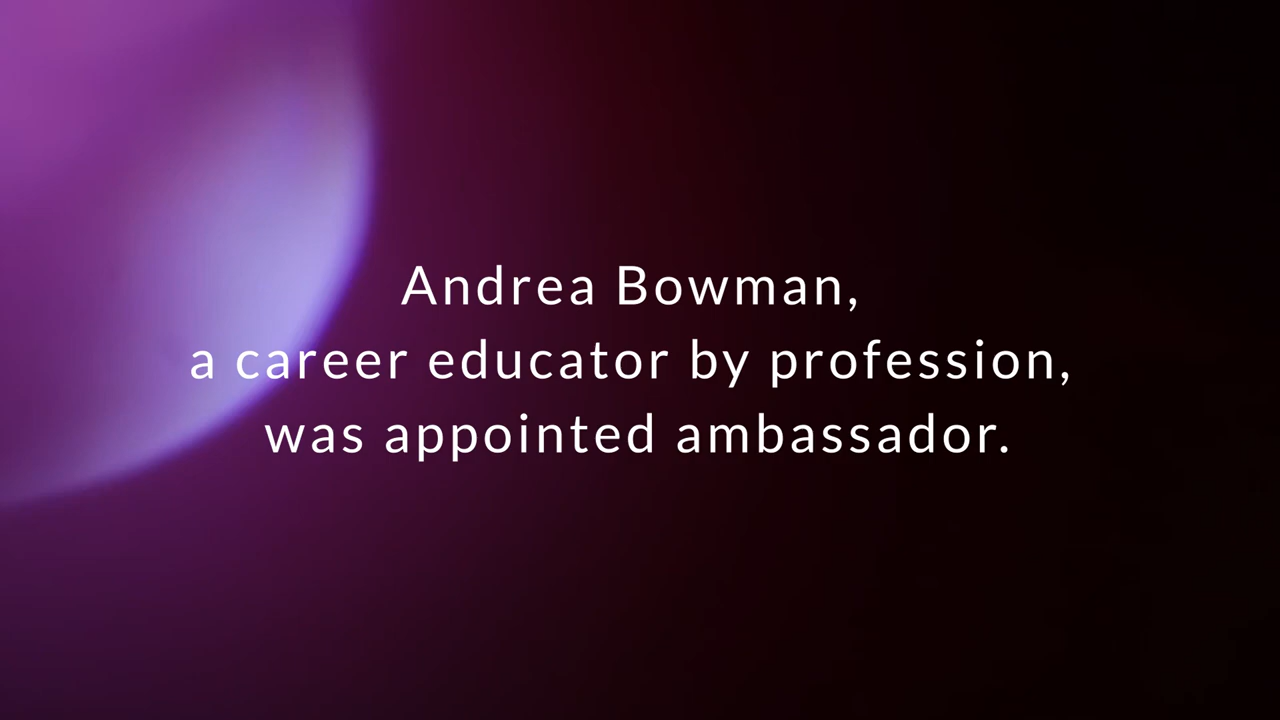 Andrea Bowman,
a career educator by profession,
was appointed ambassador.